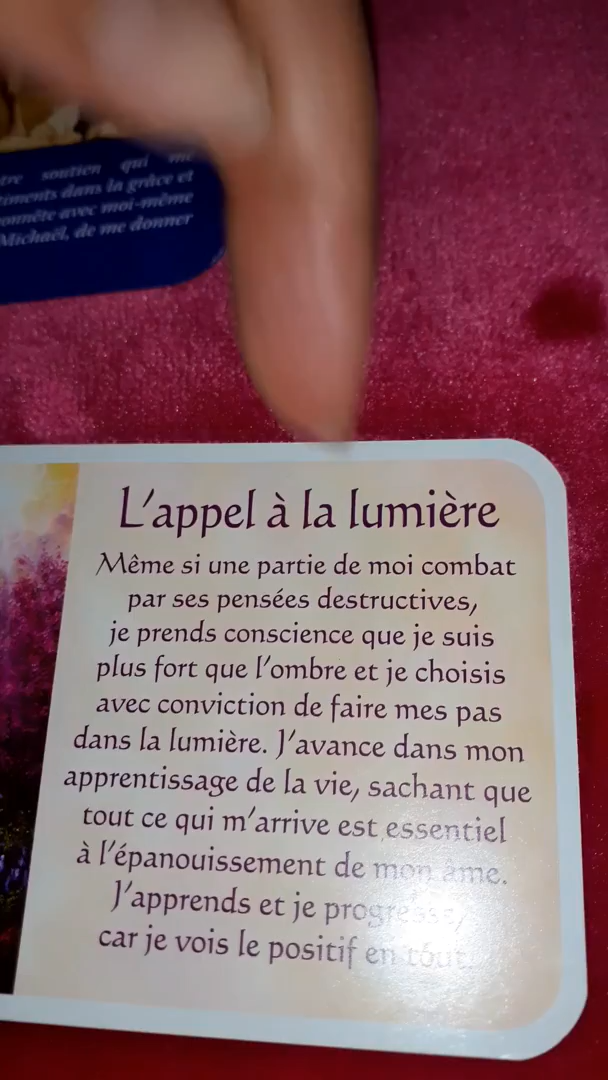 soutien qui me
dans la grâce et
avec moi-même
Michaël, de me donner
L'appel à la lumière
Même si une partie de moi combat
par ses pensées destructives,
je prends conscience que je suis
plus fort que l'ombre et je choisis
avec conviction de faire mes pas
dans la lumière. J'avance dans mon
apprentissage de la vie, sachant que
tout ce qui m'arrive est essentiel
à l'épanouissement de mon âme.
J'apprends et je progresse,
car je vois le positif en tout.